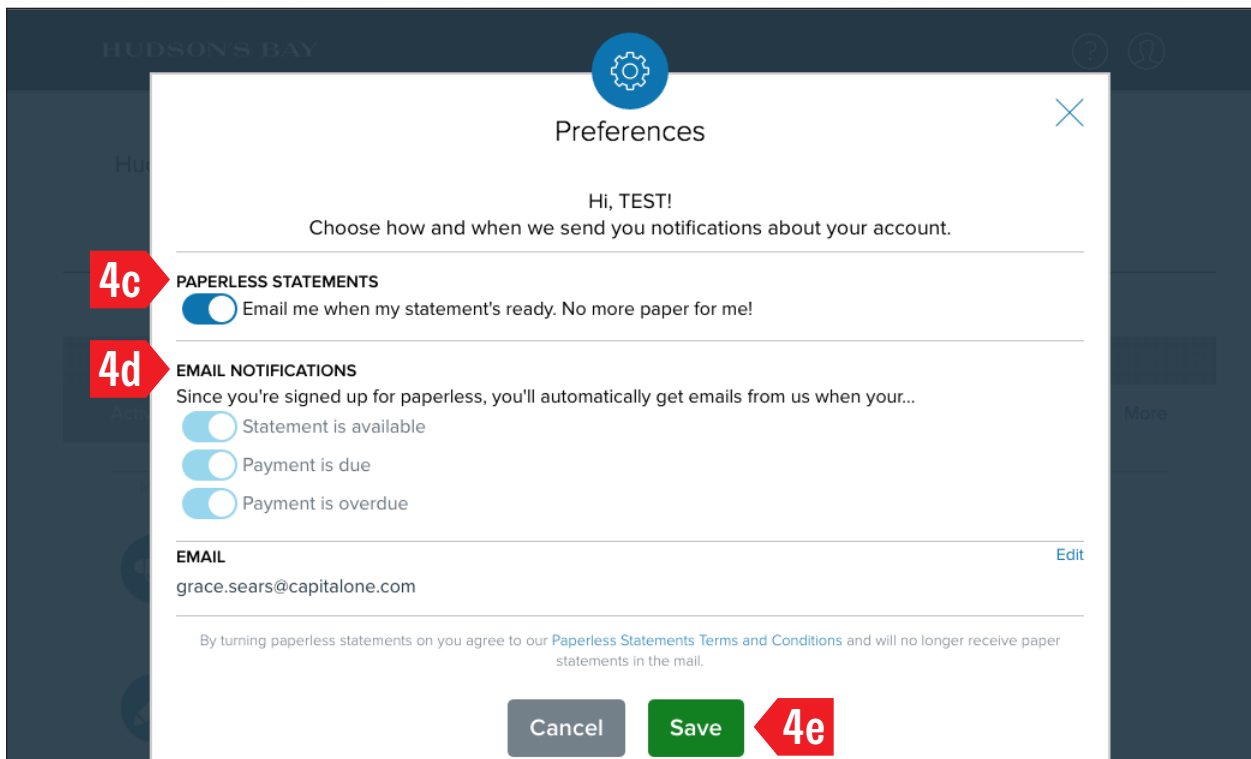 HUDSON'S BAY
?
Preferences
Hi, TEST!
Choose how and when we send you notifications about your account.
4c
PAPERLESS STATEMENTS
Email me when my statement's ready. No more paper for me!
4d
EMAIL NOTIFICATIONS
Since you're signed up for paperless, you'll automatically get emails from us when your...
Statement is available
More
Payment is due
Payment is overdue
EMAIL
Edit
grace.sears@capitalone.com
By turning paperless statements on you agree to our Paperless Statements Terms and Conditions and will no longer receive paper
statements in the mail.
Cancel
Save
4e